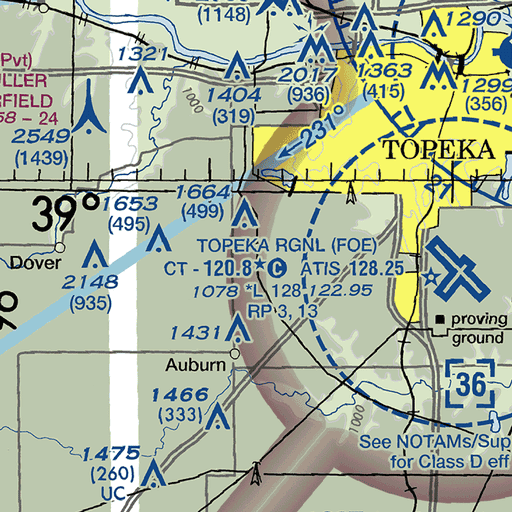 (1148)
1290
Pvt)
1321
ULLER
RFIELD
58 - 24
2549
(1439)
1000
1404
(319)
2017
(936)
1363
(415)
1299
(356)
231°
TOPEKA
39°
1653
(495)
1664
(499)
Dover
2148
(935)
TOPEKA RGNL (FOE)
CT - 120.8 * C ATIS 128.25
1078 *L 128 122.95
RP 3, 13
1431
Auburn
proving
ground
36
1466
(333)
1000
1475
(260)
UC
See NOTAMs/Sup
for Class D eff